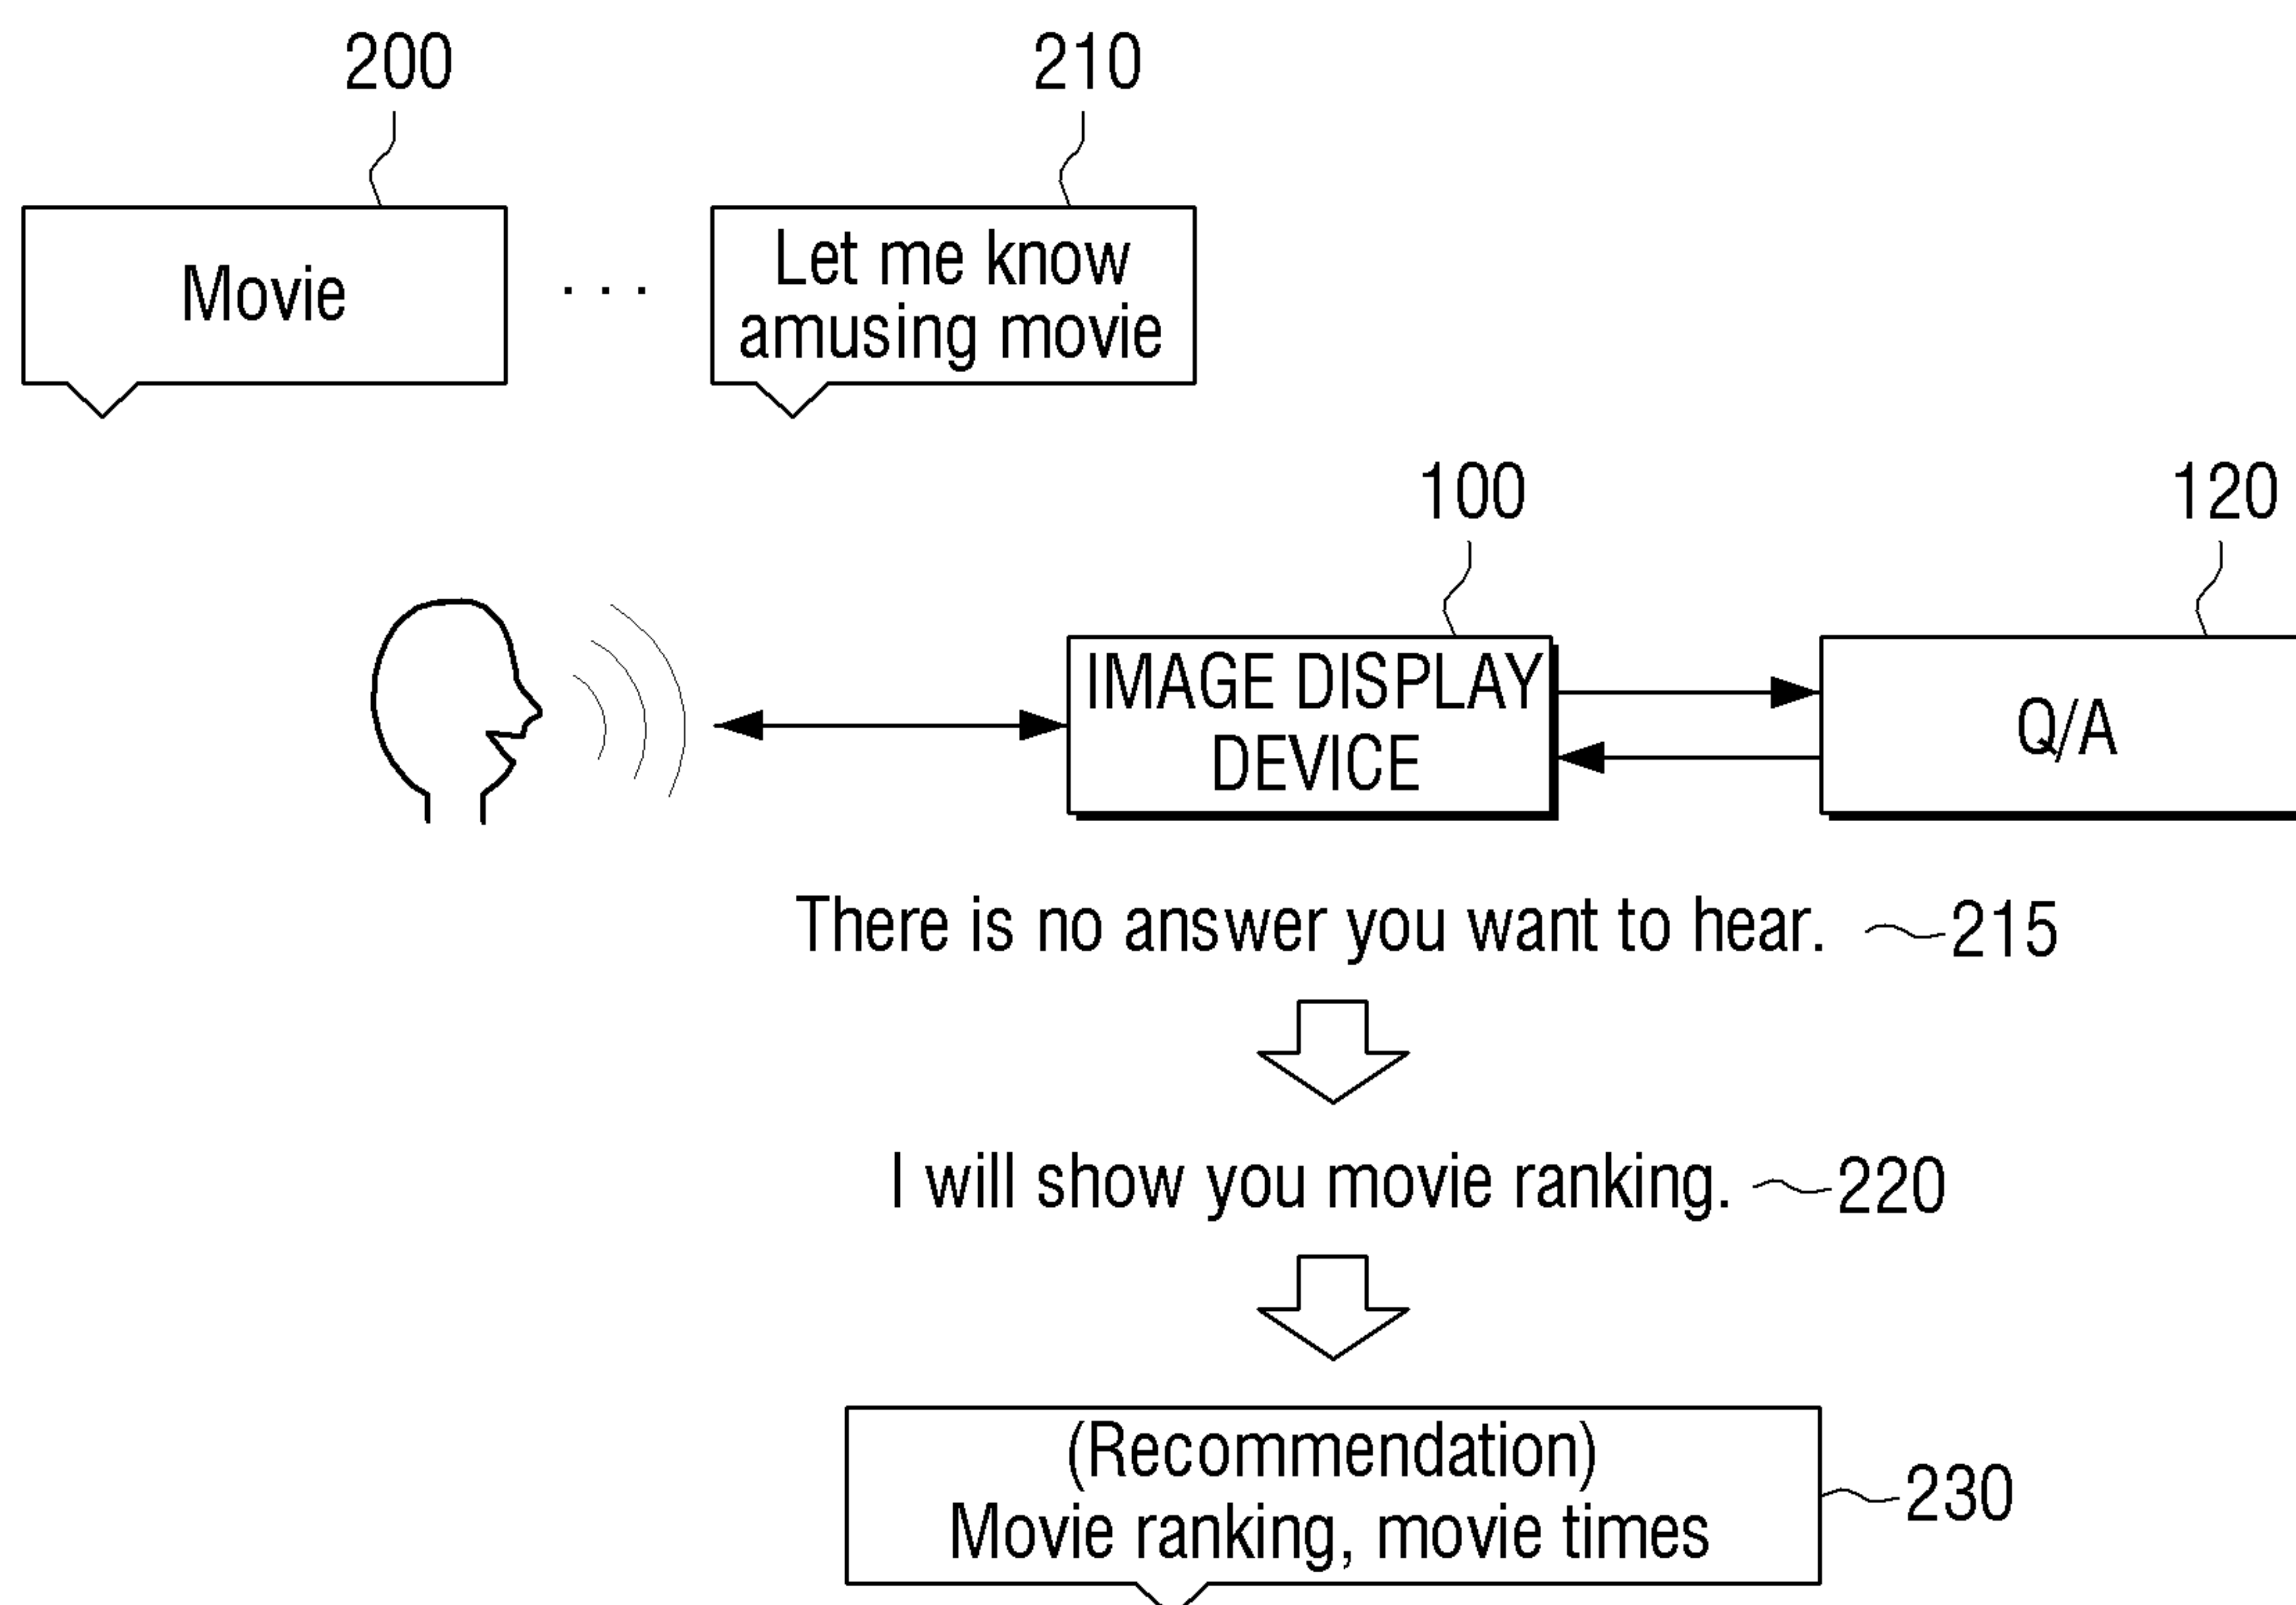 200
210
Movie
. . .
Let me know
amusing movie
100
120
IMAGE DISPLAY
DEVICE
Q/A
There is no answer you want to hear.
215
I will show you movie ranking.
220
(Recommendation)
Movie ranking, movie times
230